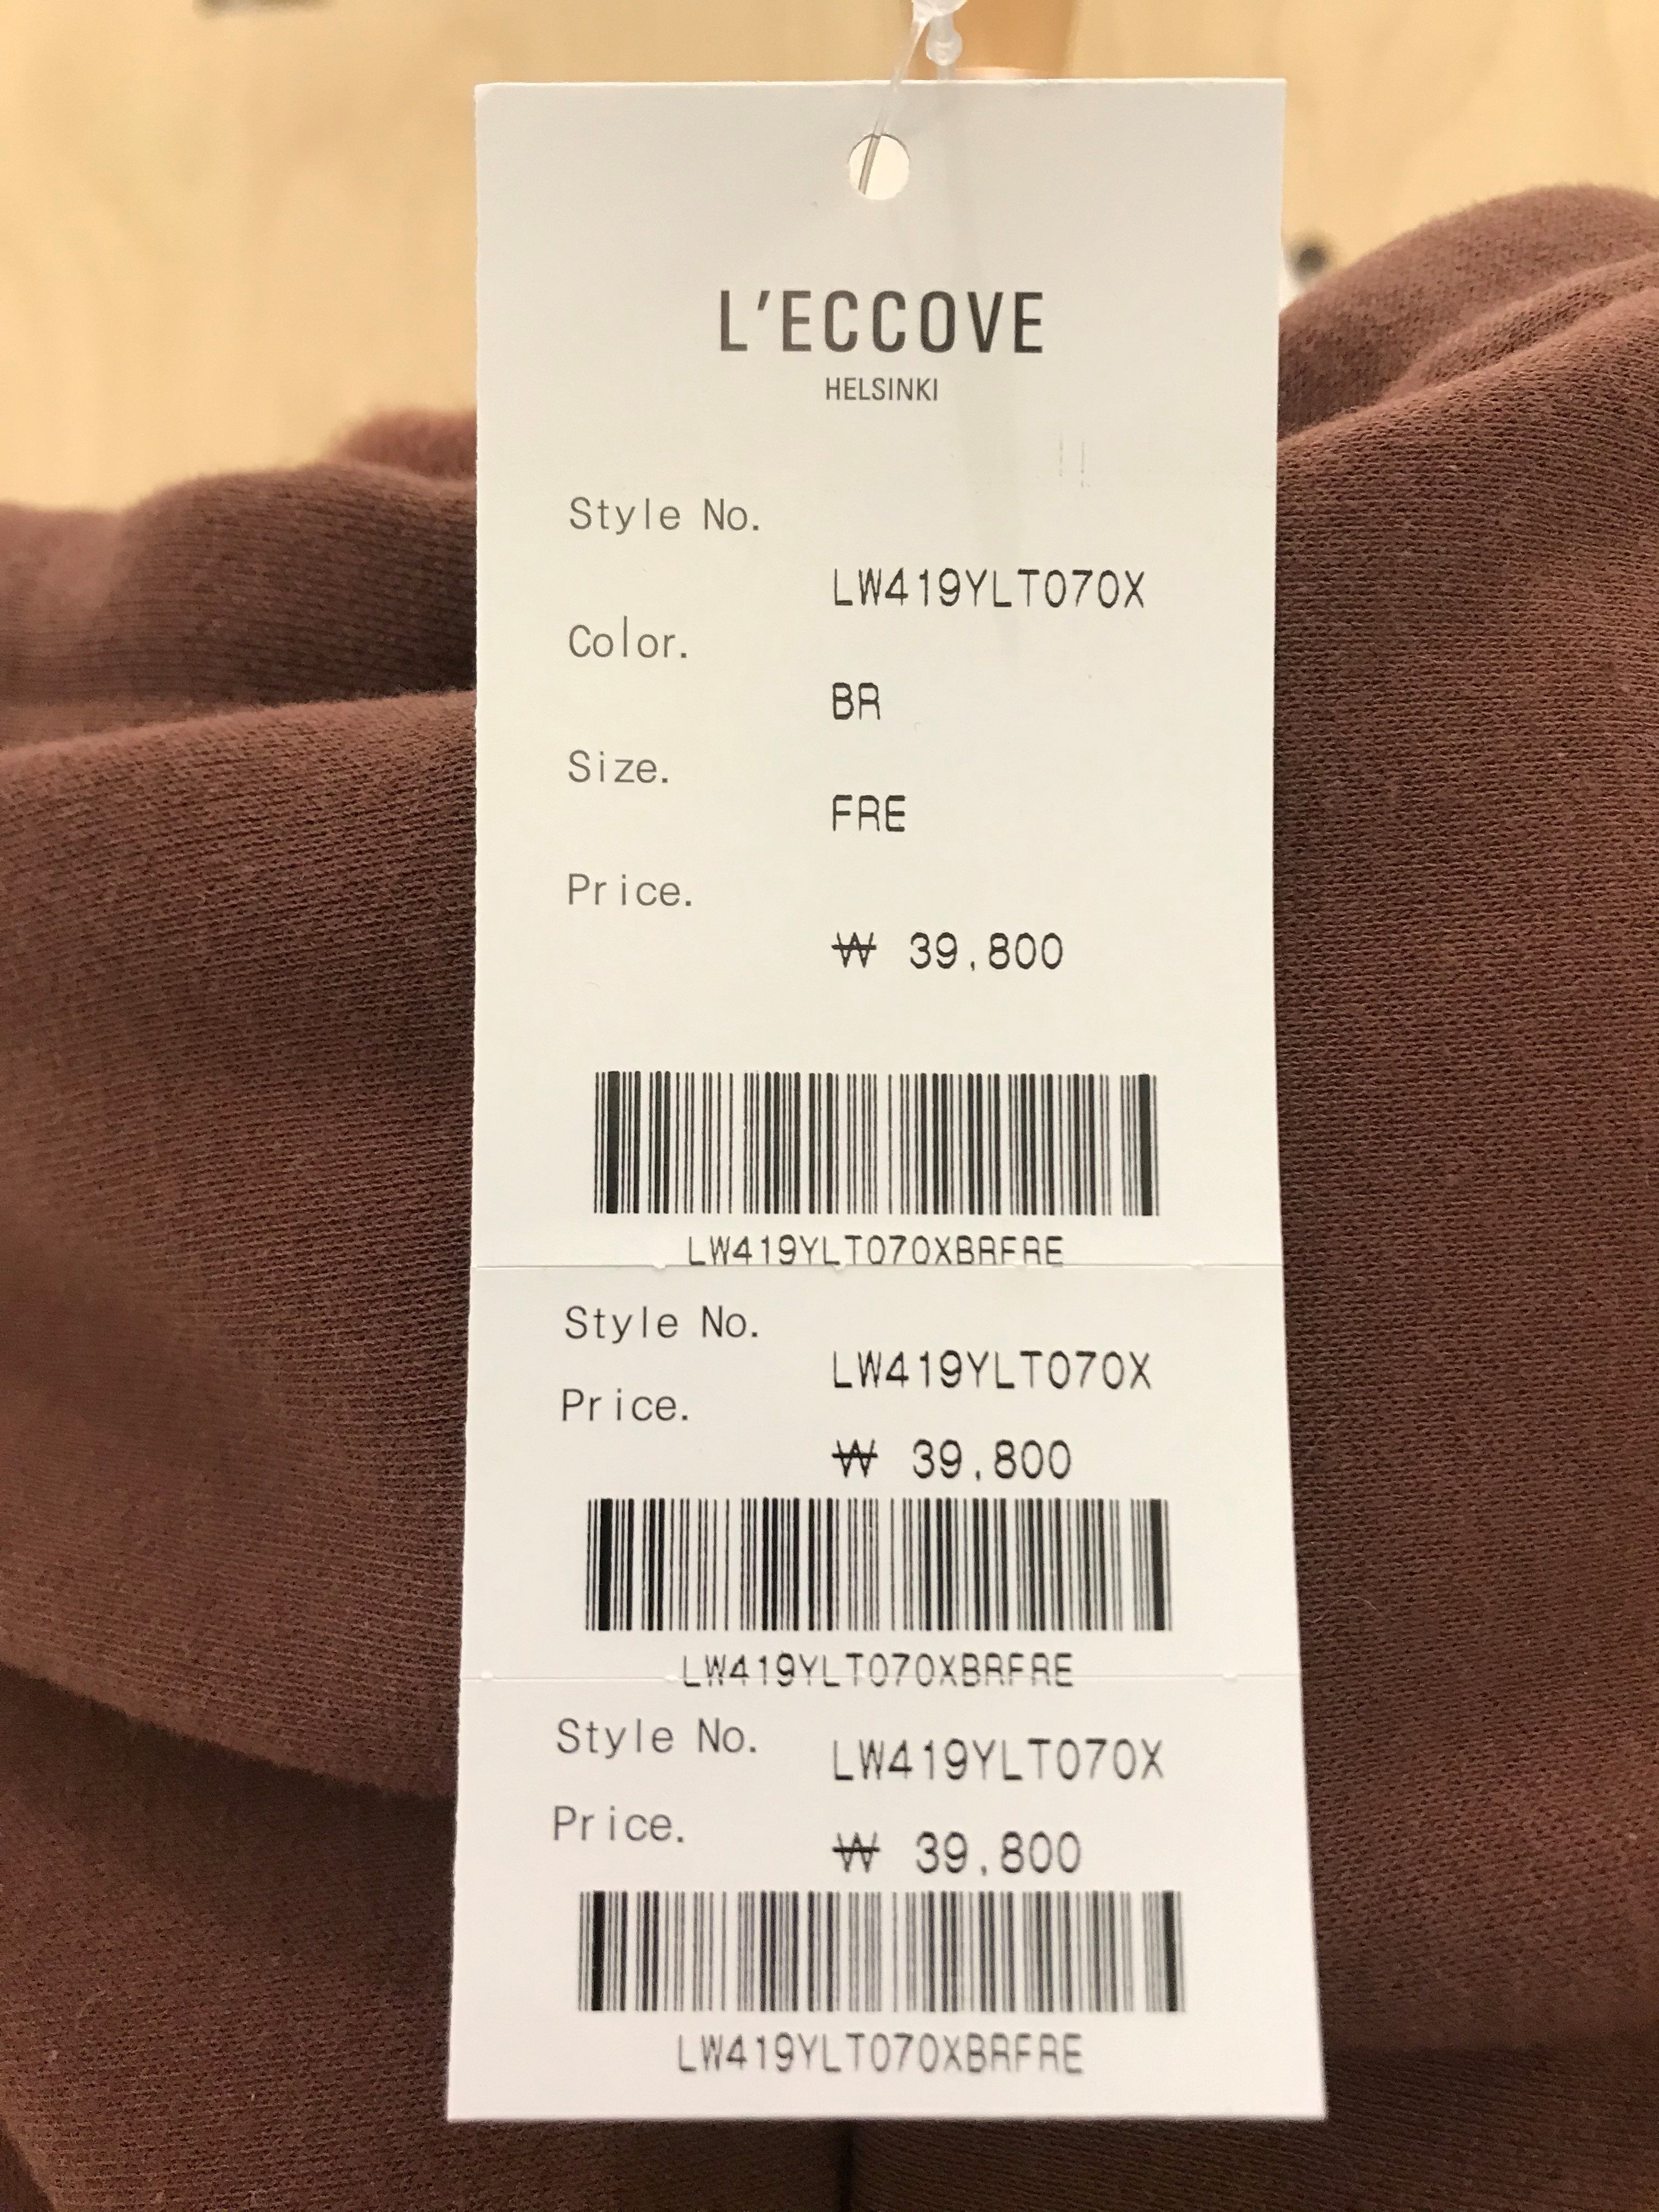 L'ECCOVE
HELSINKI
Style No.
LW419YLT070X
Color.
BR
Size.
FRE
Price.
₩ 39,800
LW419YLT070XBRFRE
Style No.
LW419YLT070X
Price.
₩ 39,800
LW419YLT070XBRFRE
Style No. LW419YLT070X
Price. ₩ 39,800
LW419YLT070XBRFRE